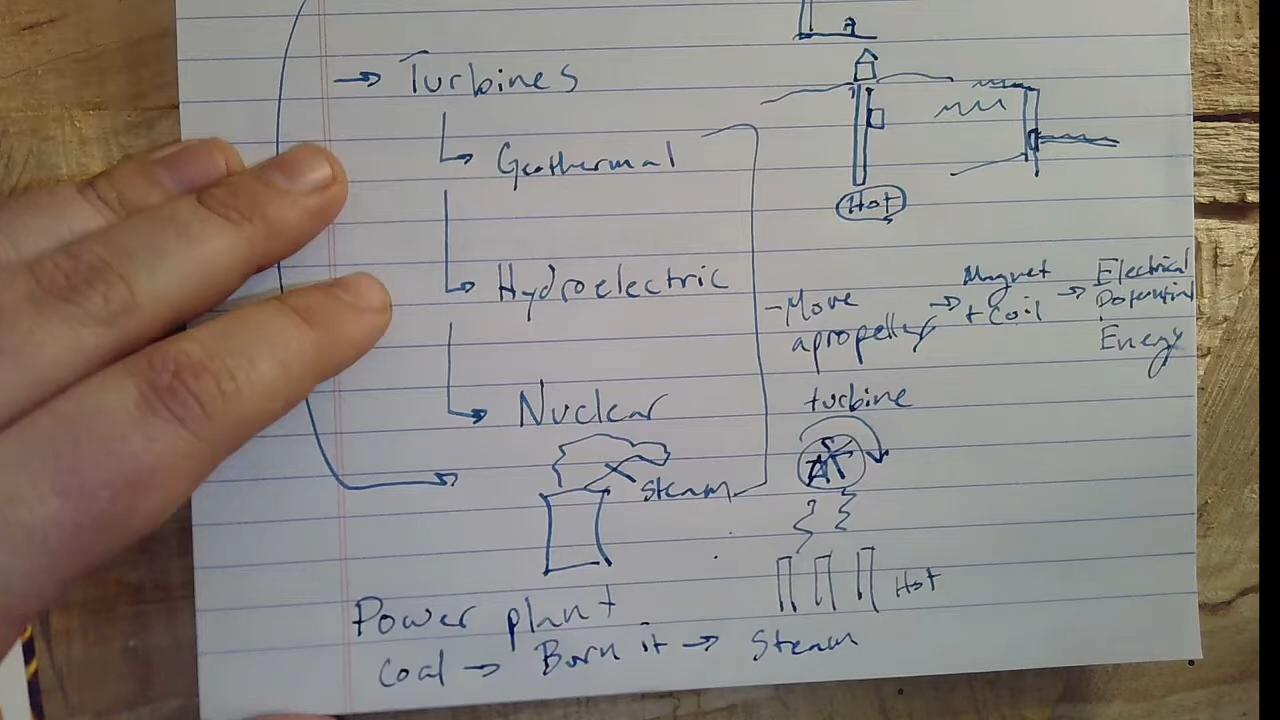 → Turbines
Geothermal
Hot
Hydroelectric
-Move a propeller → Magnet + Coil → Electrical Potential Energy
turbine
Nuclear
steam
Hot
Power plant
Coal → Burn it → Steam